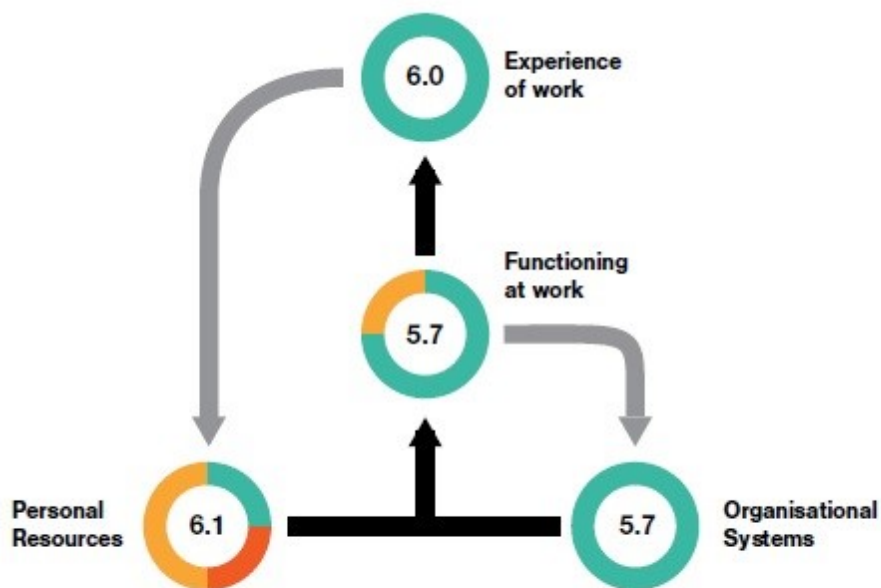 6.0
Experience
of work
Functioning
at work
5.7
Personal
Resources
6.1
5.7
Organisational
Systems